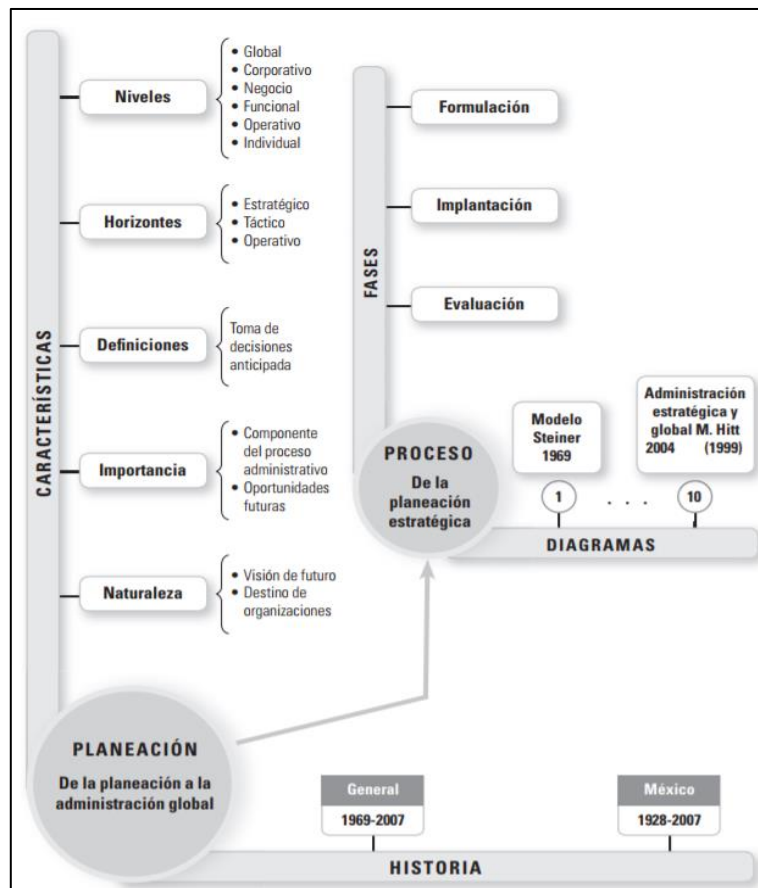 CARACTERÍSTICAS
Niveles
• Global
• Corporativo
• Negocio
• Funcional
• Operativo
• Individual
Horizontes
• Estratégico
• Táctico
• Operativo
Definiciones
Toma de
decisiones
anticipada
Importancia
• Componente
del proceso
administrativo
• Oportunidades
futuras
Naturaleza
• Visión de futuro
• Destino de
organizaciones
PLANEACIÓN
De la planeación a la
administración global
FASES
Formulación
Implantación
Evaluación
PROCESO
De la
planeación
estratégica
Modelo
Steiner
1969
1
. . .
Administración
estratégica y
global M. Hitt
2004 (1999)
10
DIAGRAMAS
General
1969-2007
México
1928-2007
HISTORIA